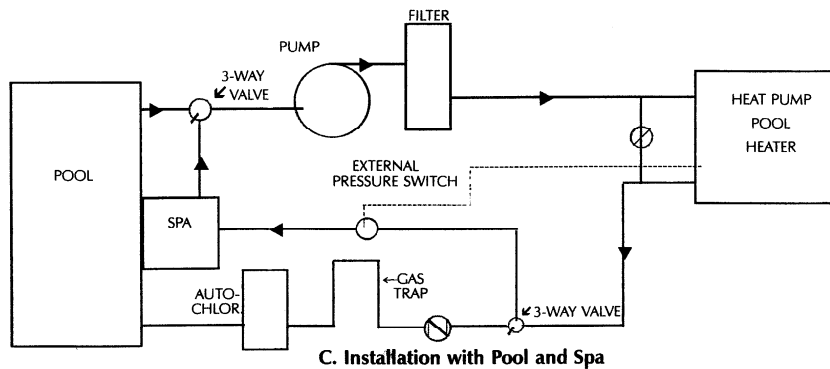 FILTER
PUMP
3-WAY
VALVE
HEAT PUMP
POOL
HEATER
POOL
EXTERNAL
PRESSURE SWITCH
SPA
AUTO-
CHLOR.
←GAS
TRAP
3-WAY VALVE
C. Installation with Pool and Spa